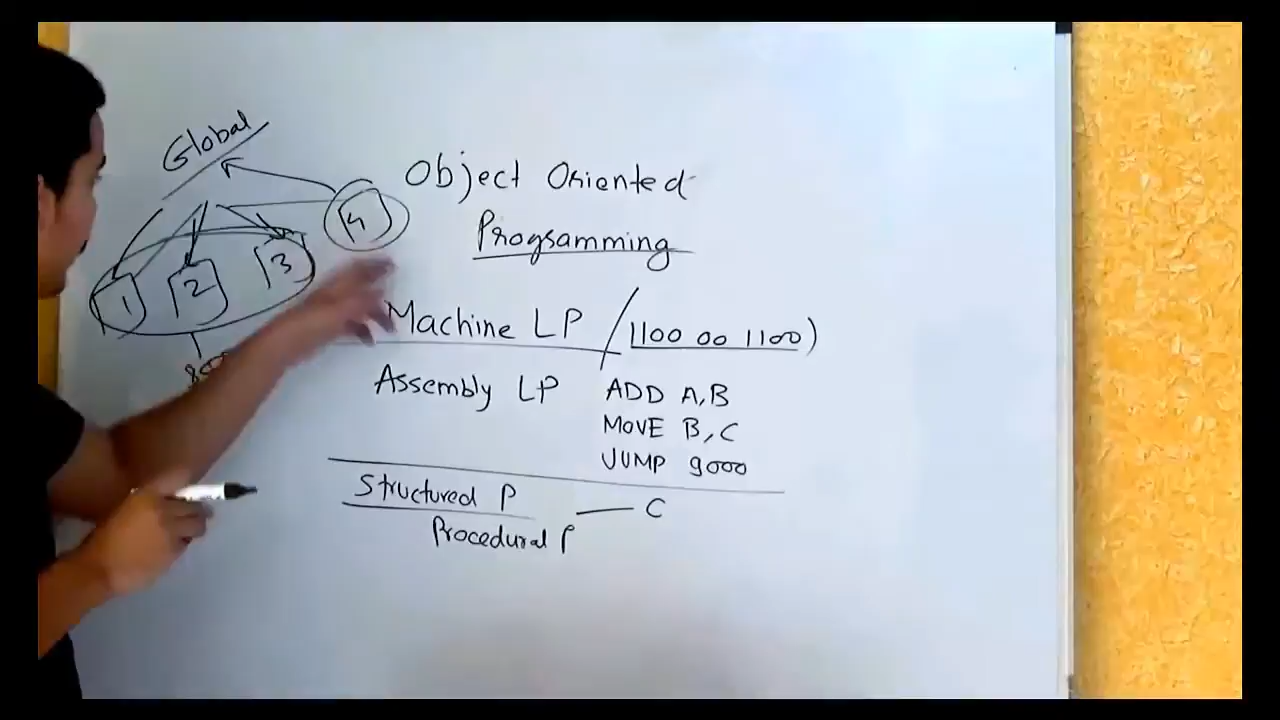 Global
Object Oriented
Programming
4
1 2 3
Machine LP / 1100 00 1100)
Assembly LP ADD A,B
MOVE B,C
JUMP 9000
Structured P — C
Procedural P